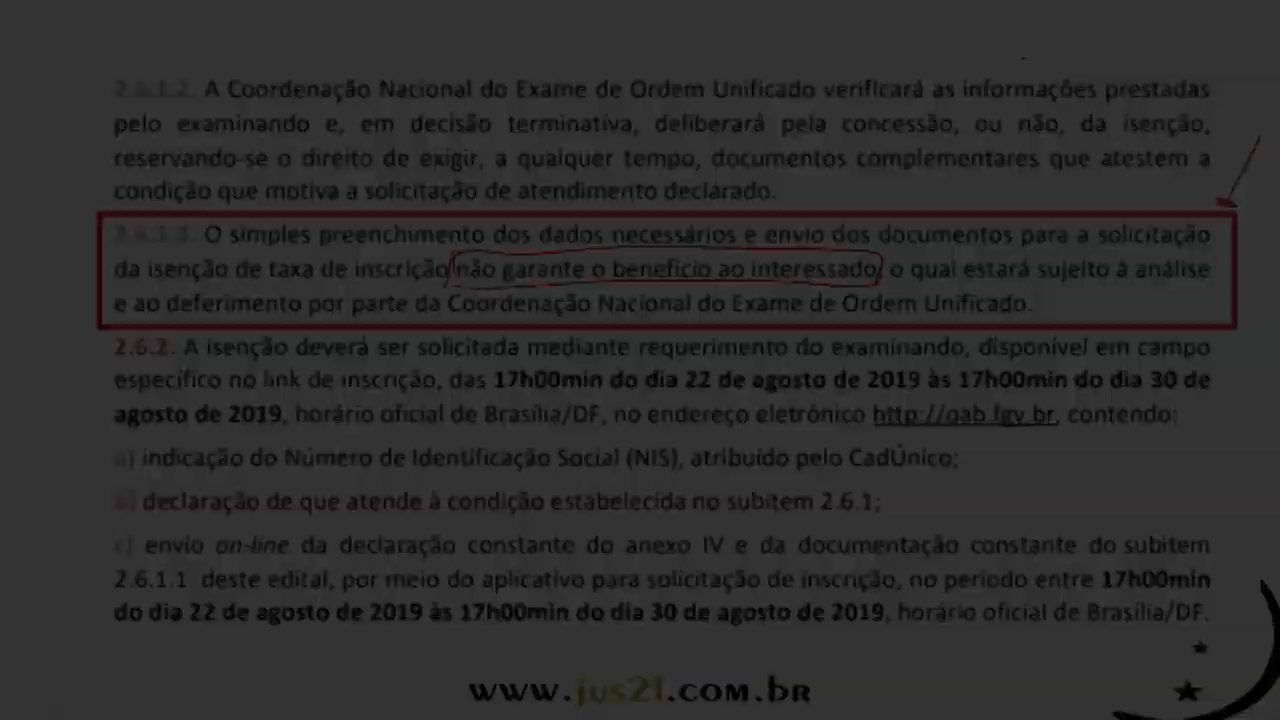 2.6.1.2. A Coordenação Nacional do Exame de Ordem Unificado verificará as informações prestadas
pelo examinando e, em decisão terminativa, deliberará pela concessão, ou não, da isenção,
reservando-se o direito de exigir, a qualquer tempo, documentos complementares que atestem a
condição que motiva a solicitação de atendimento declarado.
2.6.1.3. O simples preenchimento dos dados necessários e envio dos documentos para a solicitação
da isenção de taxa de inscrição não garante o benefício ao interessado, o qual estará sujeito à análise
e ao deferimento por parte da Coordenação Nacional do Exame de Ordem Unificado.
2.6.2. A isenção deverá ser solicitada mediante requerimento do examinando, disponível em campo
específico no link de inscrição, das 17h00min do dia 22 de agosto de 2019 às 17h00min do dia 30 de
agosto de 2019, horário oficial de Brasília/DF, no endereço eletrônico http://oab.fgv.br, contendo:
a) indicação do Número de Identificação Social (NIS), atribuído pelo CadÚnico;
b) declaração de que atende à condição estabelecida no subitem 2.6.1;
c) envio on-line da declaração constante do anexo IV e da documentação constante do subitem
2.6.1.1 deste edital, por meio do aplicativo para solicitação de inscrição, no período entre 17h00min
do dia 22 de agosto de 2019 às 17h00min do dia 30 de agosto de 2019, horário oficial de Brasília/DF.
www.jus21.com.br